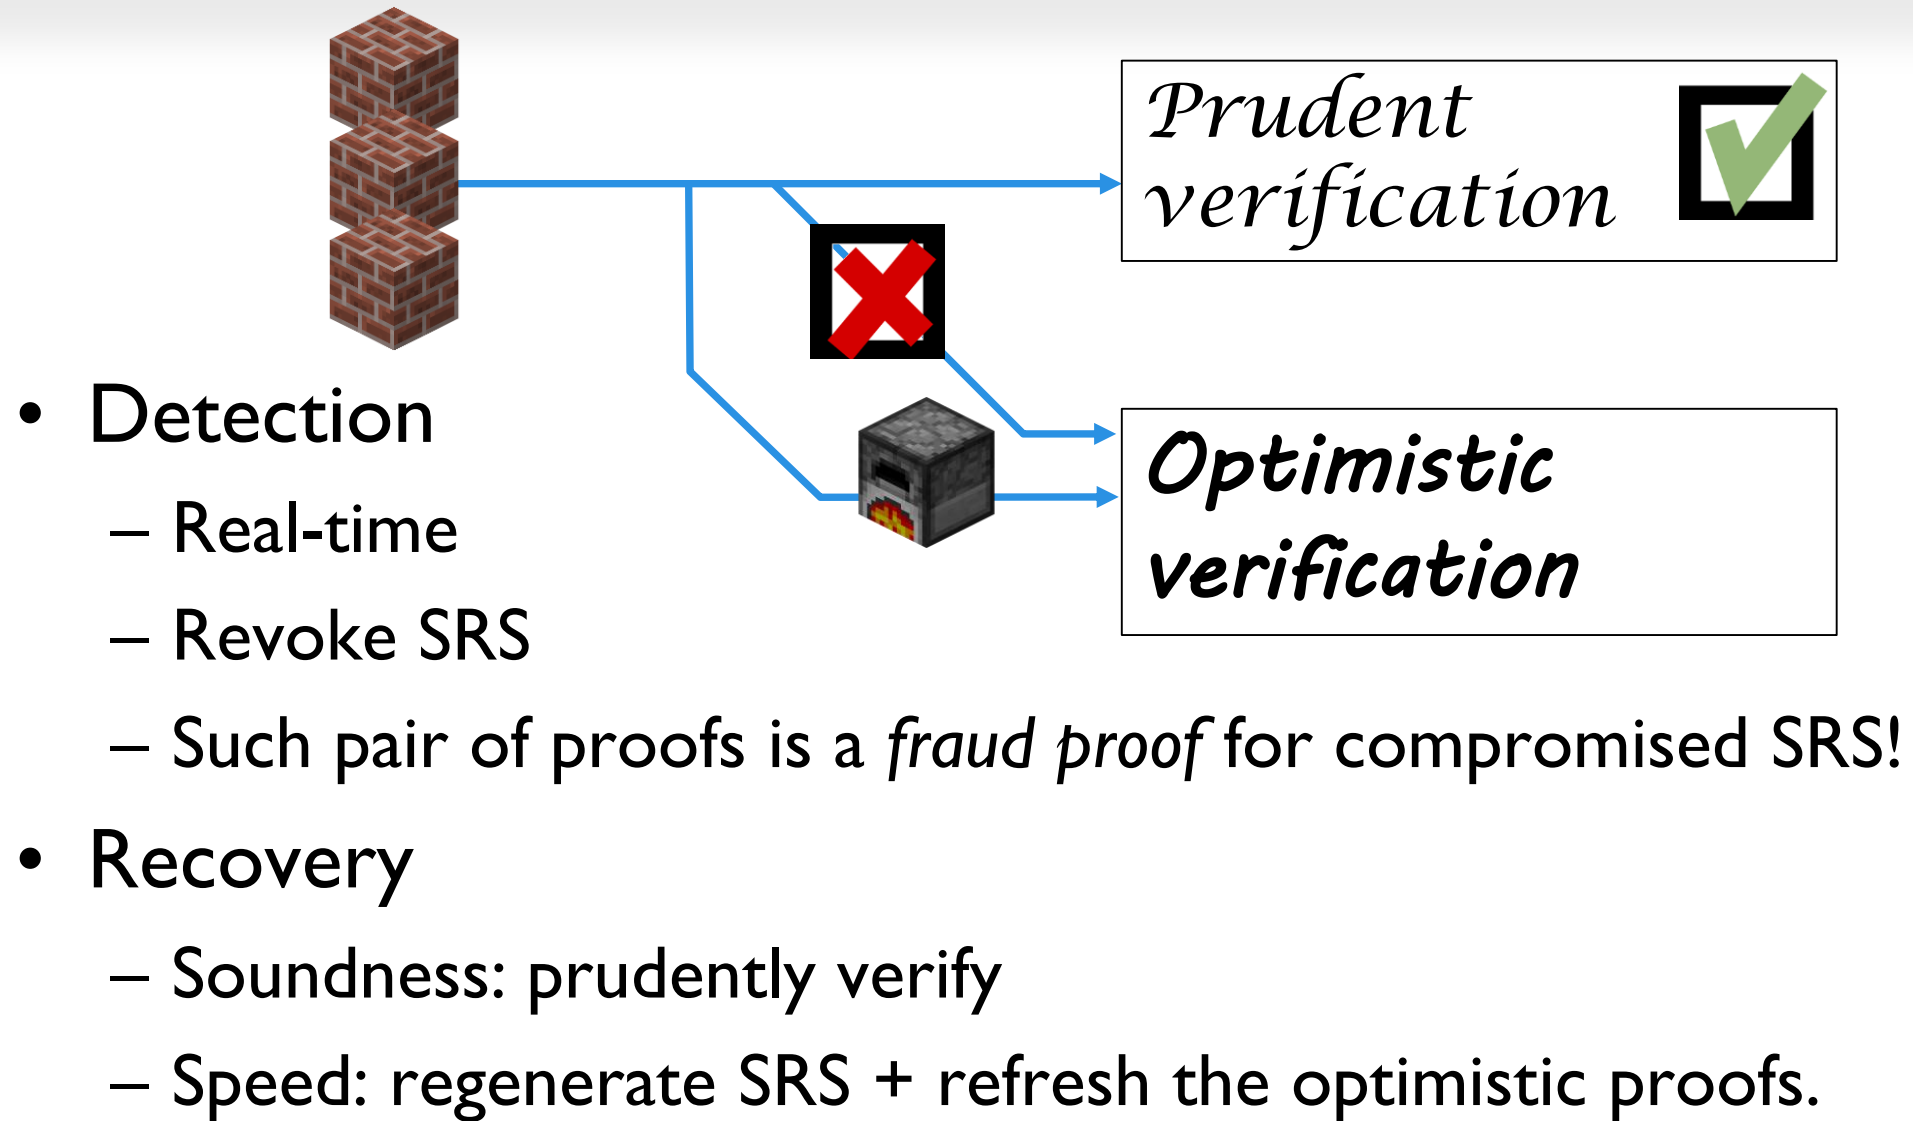 Prudent
verification
Optimistic
verification
• Detection
– Real-time
– Revoke SRS
– Such pair of proofs is a fraud proof for compromised SRS!
• Recovery
– Soundness: prudently verify
– Speed: regenerate SRS + refresh the optimistic proofs.